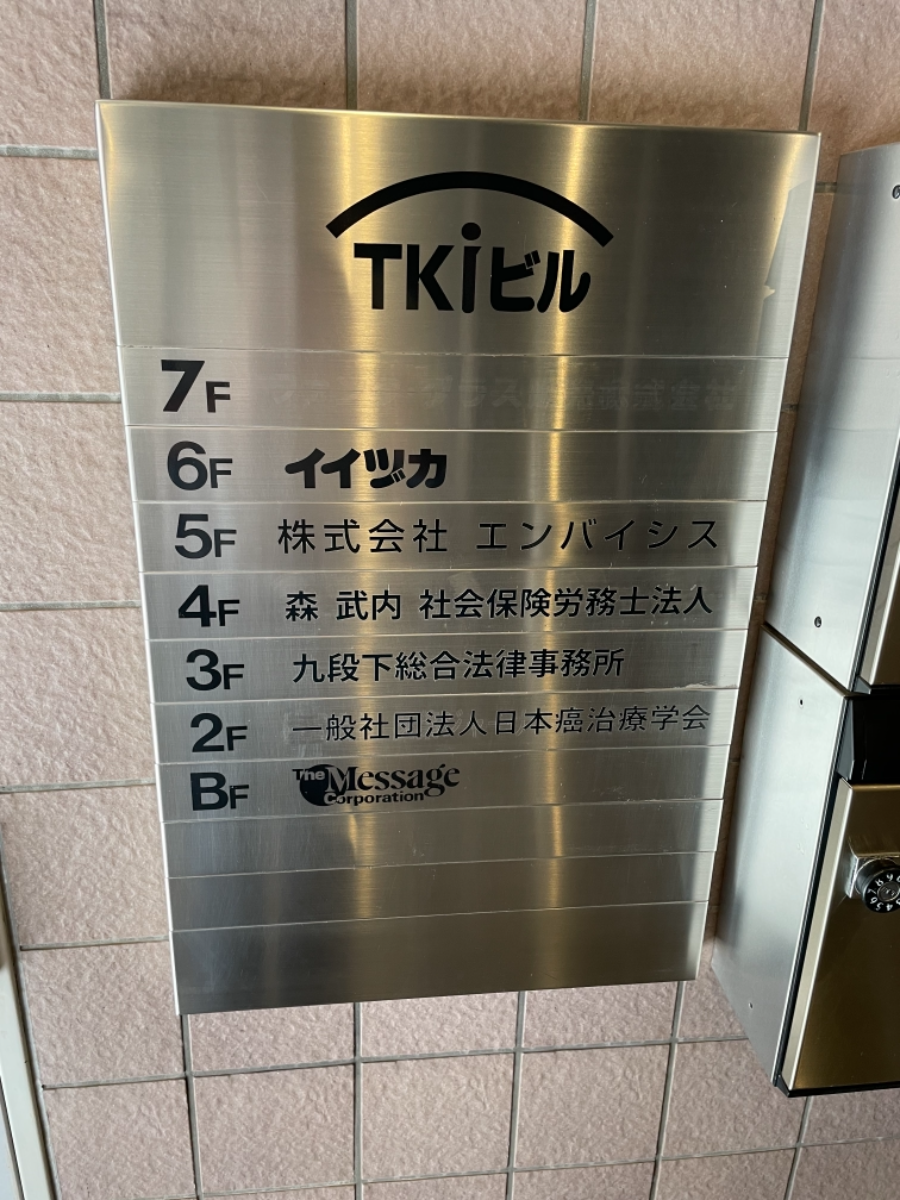 TKiビル
7F
6F イイヅカ
5F 株式会社 エンバイシス
4F 森 武内 社会保険労務士法人
3F 九段下総合法律事務所
2F 一般社団法人日本癌治療学会
BF The Message Corporation